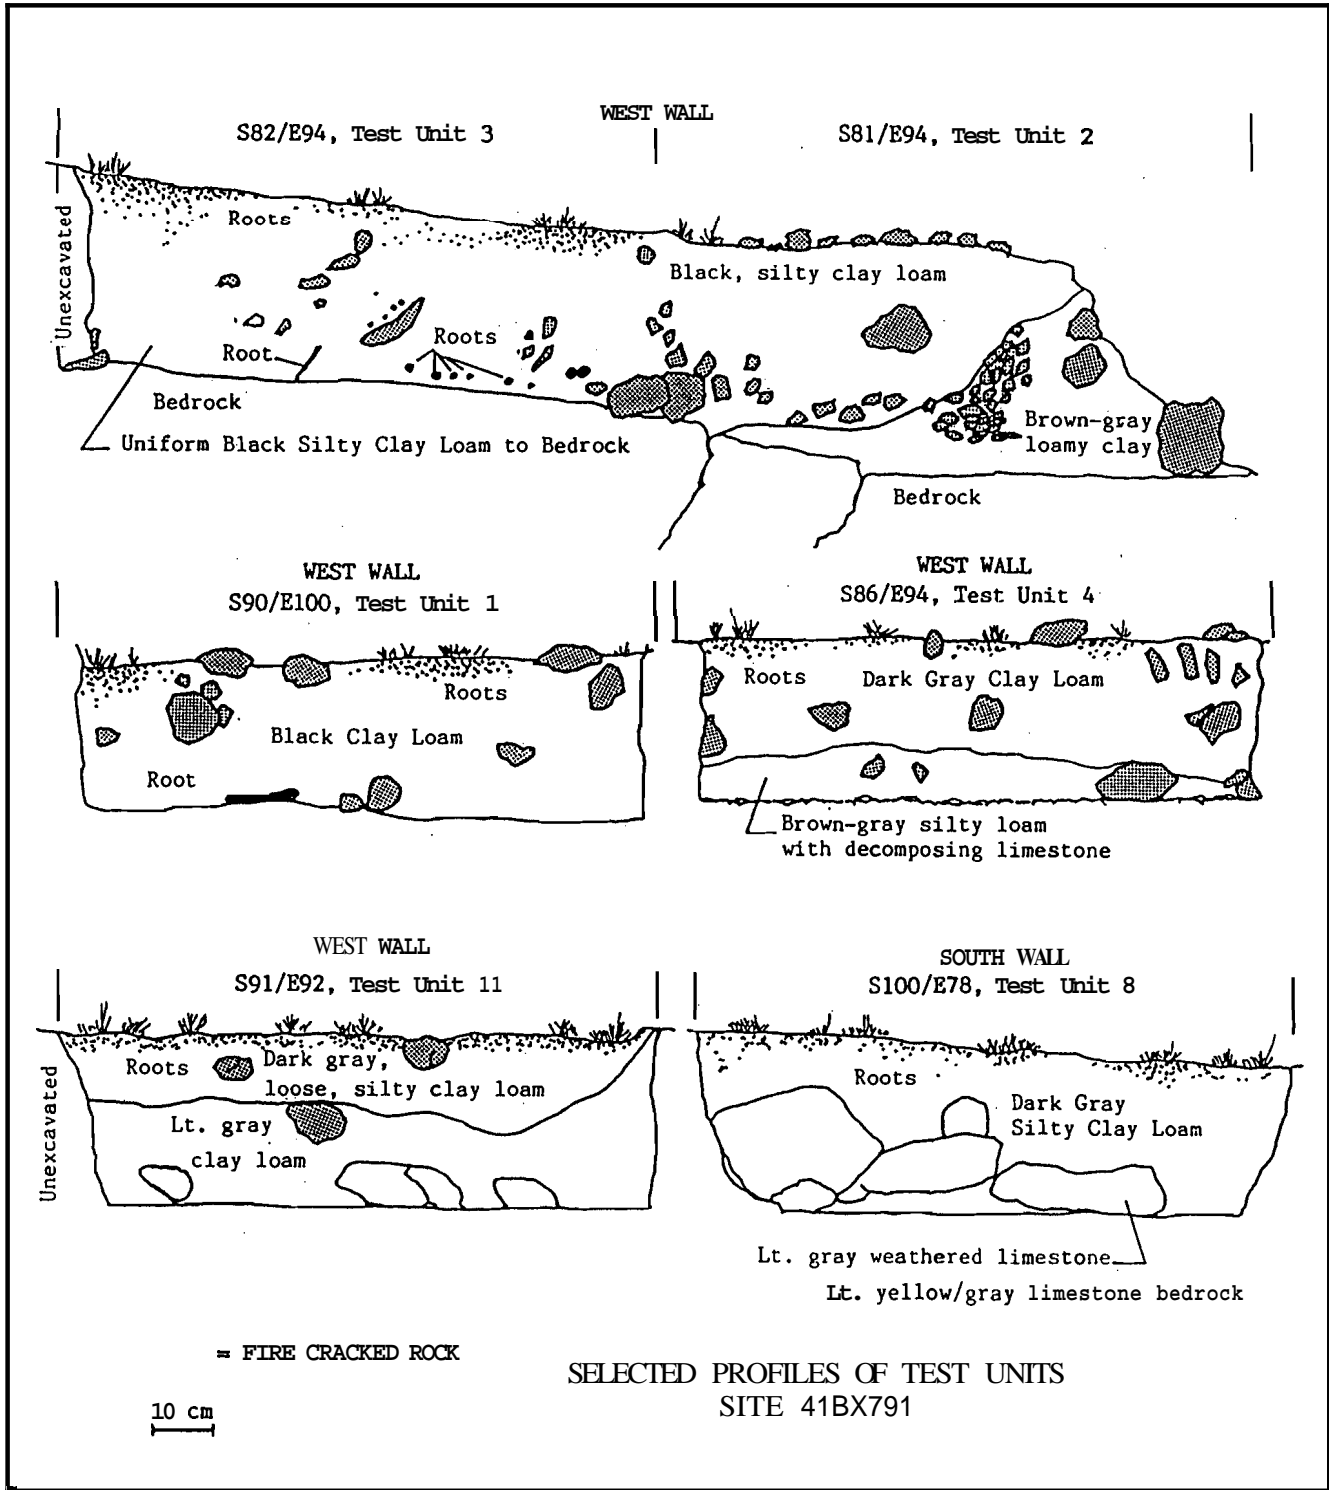 WEST WALL
S82/E94, Test Unit 3
S81/E94, Test Unit 2
Unexcavated
Roots
Black, silty clay loam
Roots
Root
Bedrock
Brown-gray
loamy clay
Uniform Black Silty Clay Loam to Bedrock
Bedrock
WEST WALL
S90/E100, Test Unit 1
Roots
Black Clay Loam
Root
WEST WALL
S86/E94, Test Unit 4
Roots
Dark Gray Clay Loam
Brown-gray silty loam
with decomposing limestone
WEST WALL
S91/E92, Test Unit 11
Unexcavated
Roots
Dark gray,
loose, silty clay loam
Lt. gray
clay loam
SOUTH WALL
S100/E78, Test Unit 8
Roots
Dark Gray
Silty Clay Loam
Lt. gray weathered limestone
Lt. yellow/gray limestone bedrock
= FIRE CRACKED ROCK
10 cm
SELECTED PROFILES OF TEST UNITS
SITE 41BX791